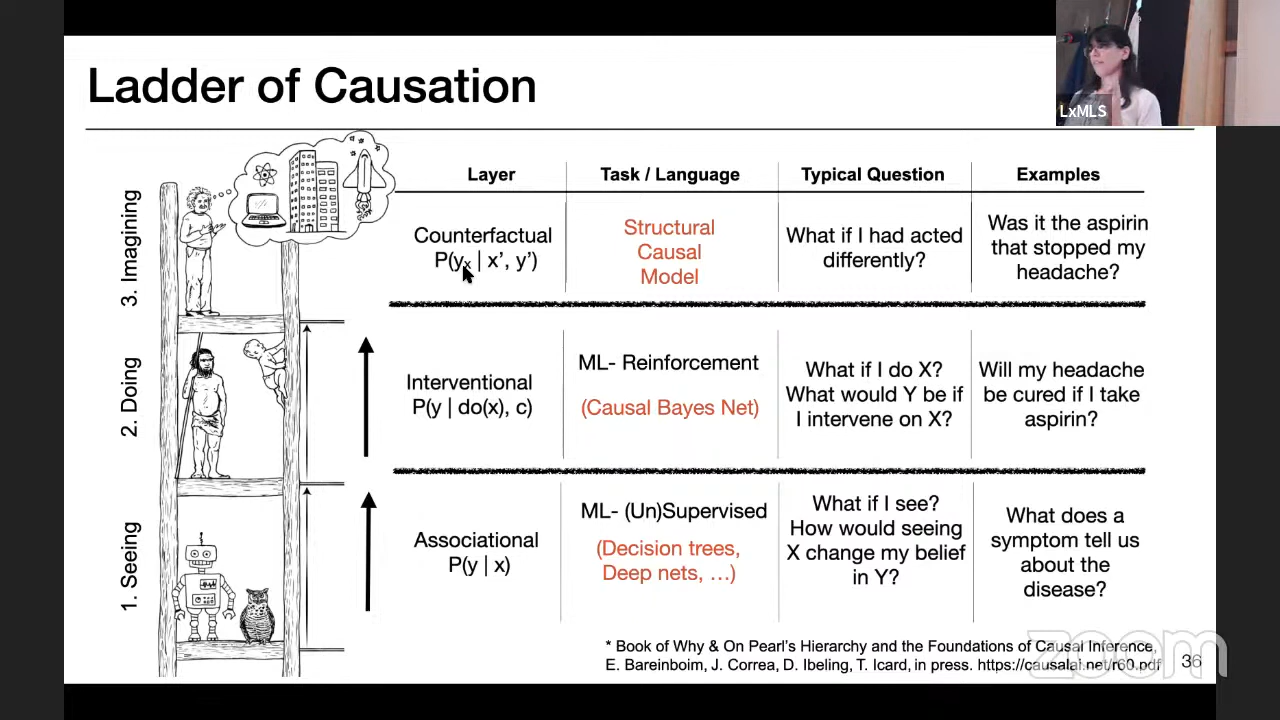 Ladder of Causation
LxMLS
Layer
Task / Language
Typical Question
Examples
3. Imagining
Counterfactual
P(yₓ | x’, y’)
Structural
Causal
Model
What if I had acted
differently?
Was it the aspirin
that stopped my
headache?
2. Doing
Interventional
P(y | do(x), c)
ML- Reinforcement
(Causal Bayes Net)
What if I do X?
What would Y be if
I intervene on X?
Will my headache
be cured if I take
aspirin?
1. Seeing
Associational
P(y | x)
ML- (Un)Supervised
(Decision trees,
Deep nets, …)
What if I see?
How would seeing
X change my belief
in Y?
What does a
symptom tell us
about the
disease?
* Book of Why & On Pearl’s Hierarchy and the Foundations of Causal Inference,
E. Bareinboim, J. Correa, D. Ibeling, T. Icard, in press. https://causalai.net/r60.pdf
36
zoom